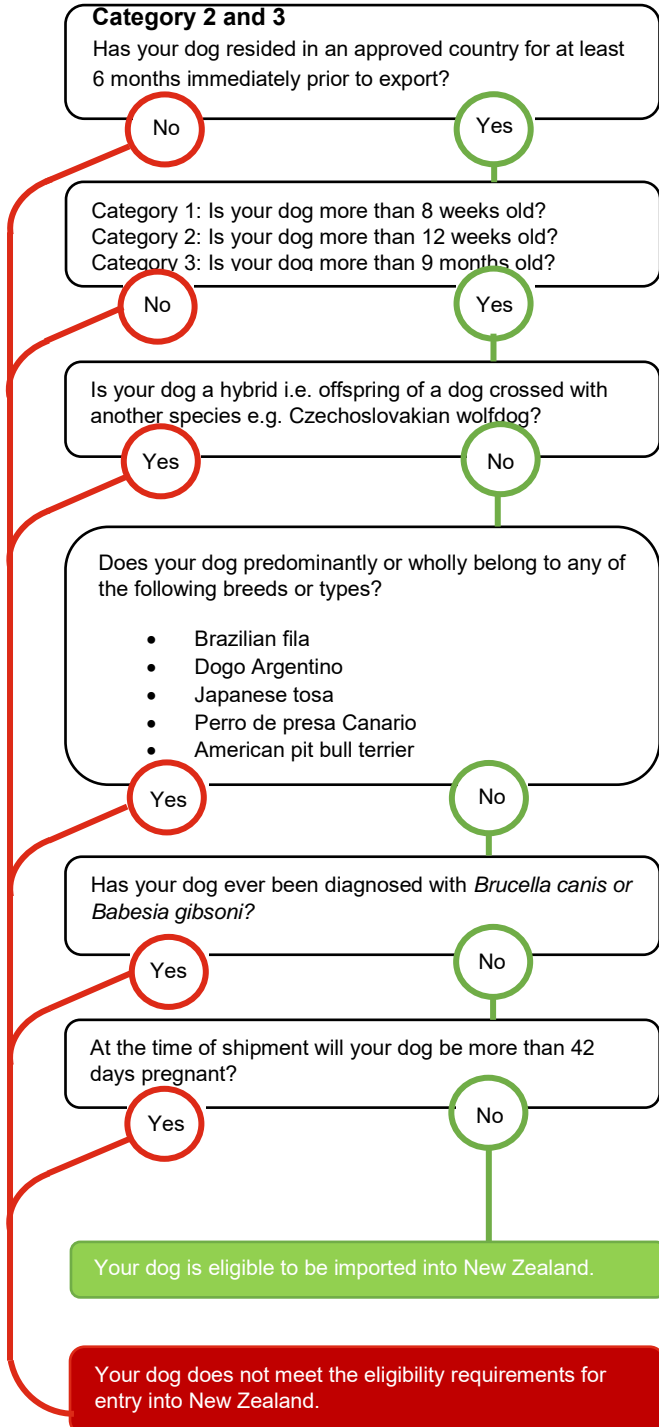 Category 2 and 3
Has your dog resided in an approved country for at least
6 months immediately prior to export?
No
Yes
Category 1: Is your dog more than 8 weeks old?
Category 2: Is your dog more than 12 weeks old?
Category 3: Is your dog more than 9 months old?
No
Yes
Is your dog a hybrid i.e. offspring of a dog crossed with
another species e.g. Czechoslovakian wolfdog?
Yes
No
Does your dog predominantly or wholly belong to any of
the following breeds or types?
• Brazilian fila
• Dogo Argentino
• Japanese tosa
• Perro de presa Canario
• American pit bull terrier
Yes
No
Has your dog ever been diagnosed with Brucella canis or
Babesia gibsoni?
Yes
No
At the time of shipment will your dog be more than 42
days pregnant?
Yes
No
Your dog is eligible to be imported into New Zealand.
Your dog does not meet the eligibility requirements for
entry into New Zealand.